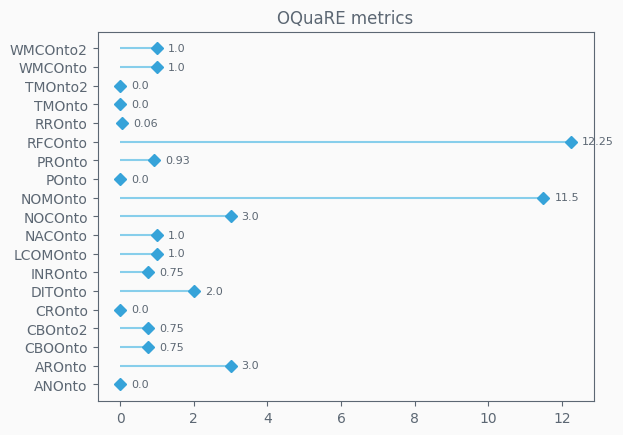 OQuaRE metrics
WMCOnto2 1.0
WMCOnto 1.0
TMOnto2 0.0
TMOnto 0.0
RROnto 0.06
RFCOnto 12.25
PROnto 0.93
POnto 0.0
NOMOnto 11.5
NOCOnto 3.0
NACOnto 1.0
LCOMOnto 1.0
INROnto 0.75
DITOnto 2.0
CROnto 0.0
CBOnto2 0.75
CBOOnto 0.75
AROnto 3.0
ANOnto 0.0
0 2 4 6 8 10 12